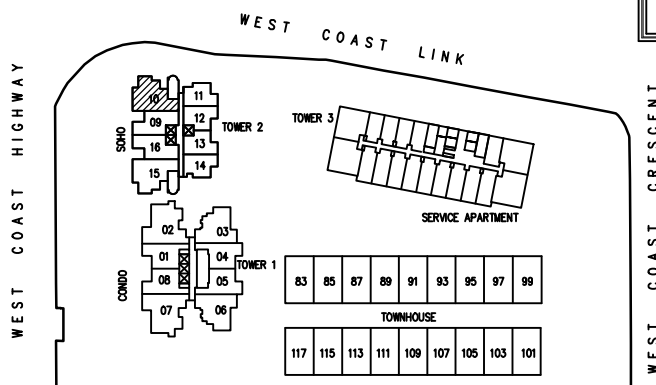 WEST COAST LINK
WEST COAST HIGHWAY
WEST COAST CRESCENT
10
11
09
12
16
13
15
14
SOHO
TOWER 2
TOWER 3
SERVICE APARTMENT
02
03
01
04
08
05
07
06
CONDO
TOWER 1
83 85 87 89 91 93 95 97 99
TOWNHOUSE
117 115 113 111 109 107 105 103 101